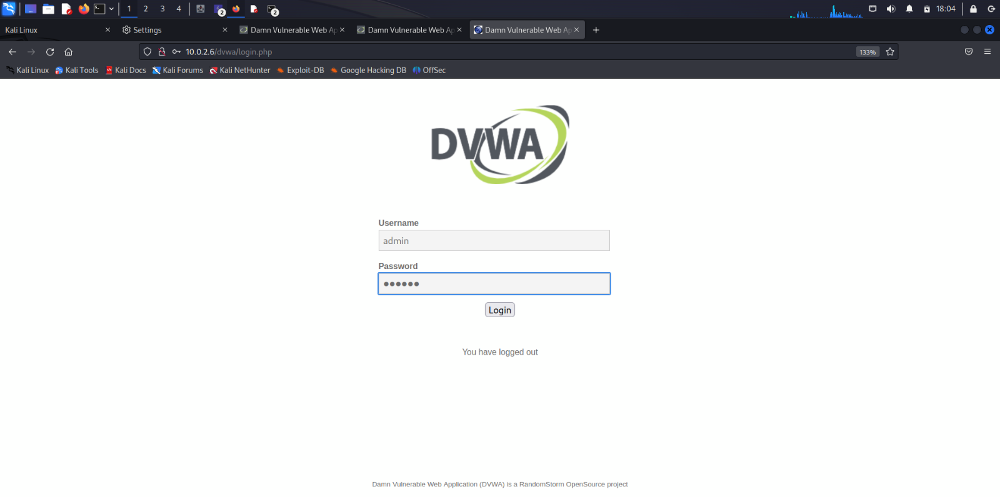 1 2 3 4 2 2 18:04
Kali Linux Settings Damn Vulnerable Web Ap Damn Vulnerable Web Ap Damn Vulnerable Web Ap
10.0.2.6/dvwa/login.php 133%
Kali Linux Kali Tools Kali Docs Kali Forums Kali NetHunter Exploit-DB Google Hacking DB OffSec
DVWA
Username
admin
Password
••••••
Login
You have logged out
Damn Vulnerable Web Application (DVWA) is a RandomStorm OpenSource project